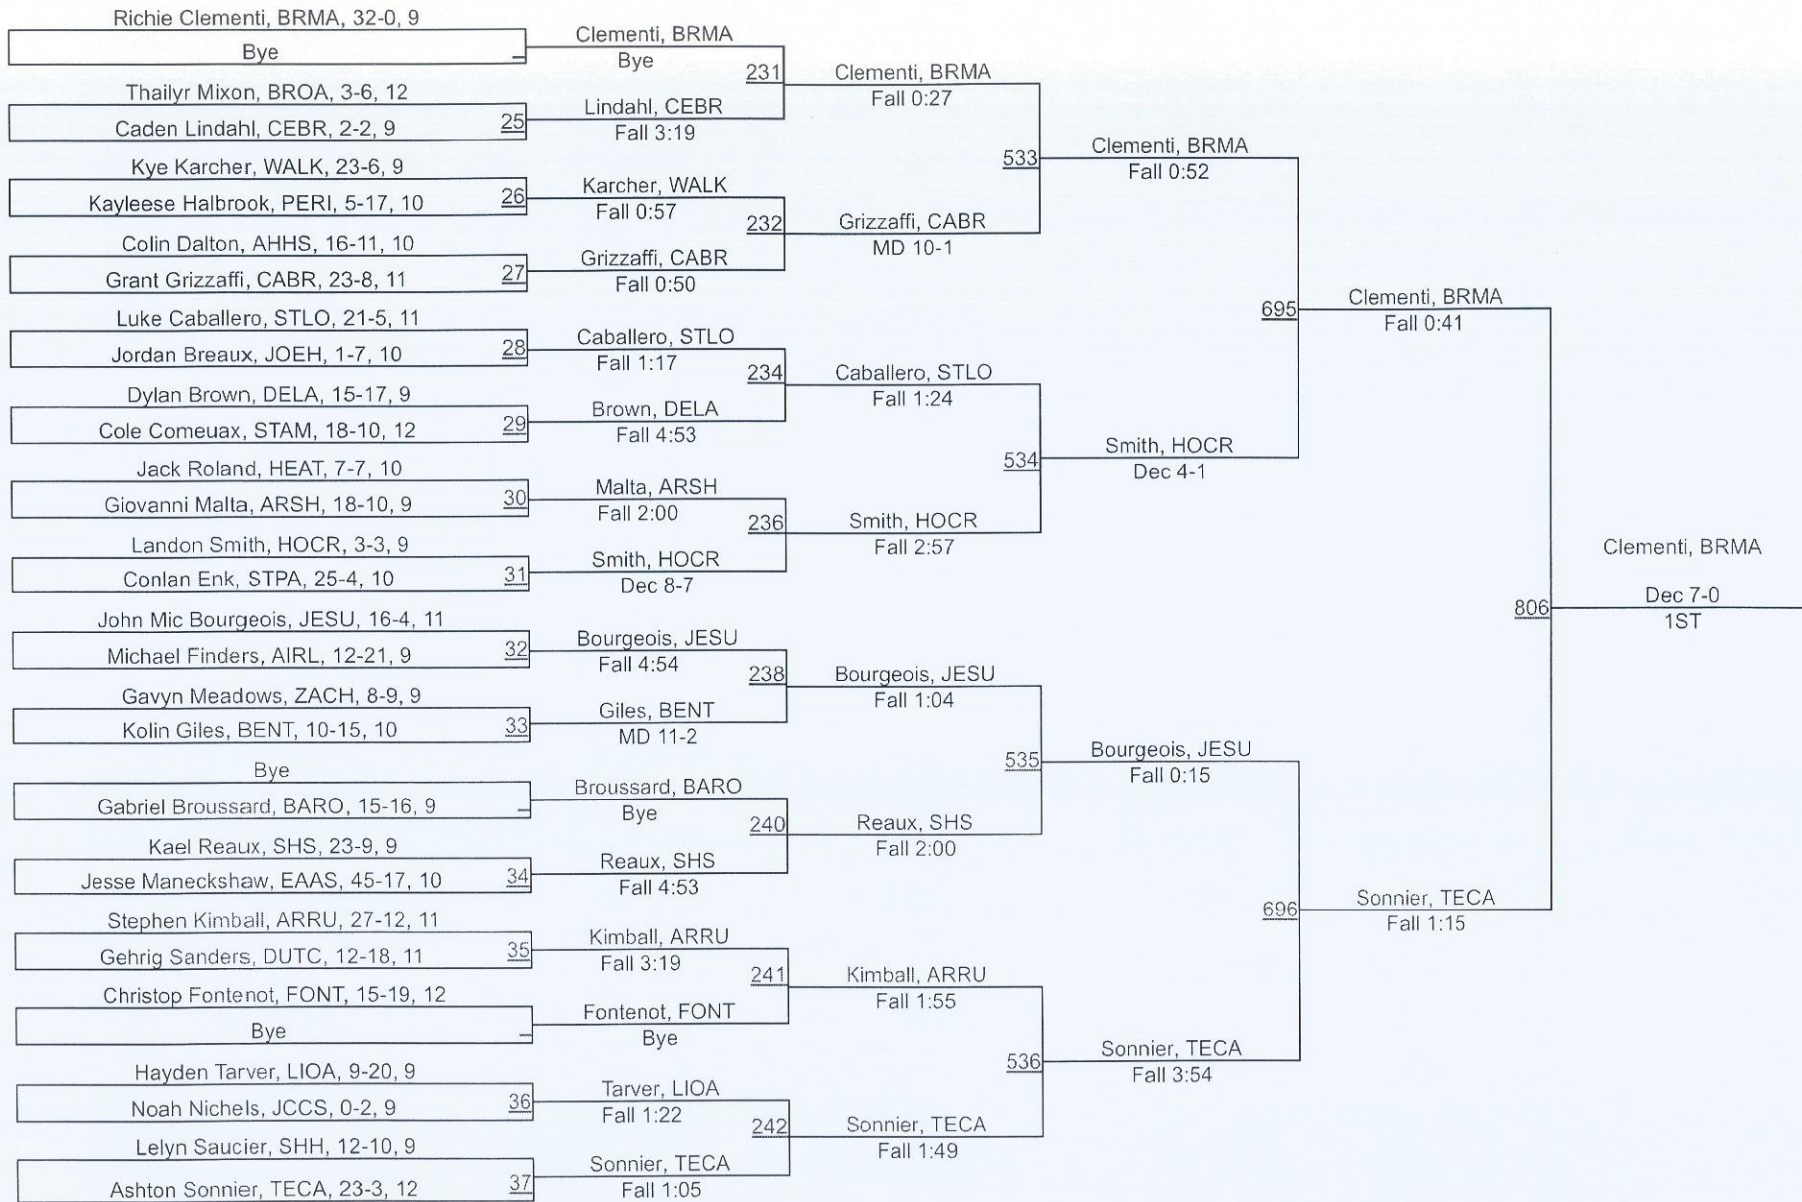 Richie Clementi, BRMA, 32-0, 9
Bye
Thailyr Mixon, BROA, 3-6, 12
Caden Lindahl, CEBR, 2-2, 9
25
Kye Karcher, WALK, 23-6, 9
Kayleese Halbrook, PERI, 5-17, 10
26
Colin Dalton, AHHS, 16-11, 10
Grant Grizzaffi, CABR, 23-8, 11
27
Luke Caballero, STLO, 21-5, 11
Jordan Breaux, JOEH, 1-7, 10
28
Dylan Brown, DELA, 15-17, 9
Cole Comeuax, STAM, 18-10, 12
29
Jack Roland, HEAT, 7-7, 10
Giovanni Malta, ARSH, 18-10, 9
30
Landon Smith, HOCR, 3-3, 9
Conlan Enk, STPA, 25-4, 10
31
John Mic Bourgeois, JESU, 16-4, 11
Michael Finders, AIRL, 12-21, 9
32
Gavyn Meadows, ZACH, 8-9, 9
Kolin Giles, BENT, 10-15, 10
33
Bye
Gabriel Broussard, BARO, 15-16, 9
Kael Reaux, SHS, 23-9, 9
Jesse Maneckshaw, EAAS, 45-17, 10
34
Stephen Kimball, ARRU, 27-12, 11
Gehrig Sanders, DUTC, 12-18, 11
35
Christop Fontenot, FONT, 15-19, 12
Bye
Hayden Tarver, LIOA, 9-20, 9
Noah Nichels, JCCS, 0-2, 9
36
Lelyn Saucier, SHH, 12-10, 9
Ashton Sonnier, TECA, 23-3, 12
37
Clementi, BRMA
Bye
231
Lindahl, CEBR
Fall 3:19
Karcher, WALK
Fall 0:57
232
Grizzaffi, CABR
Fall 0:50
Caballero, STLO
Fall 1:17
234
Brown, DELA
Fall 4:53
Malta, ARSH
Fall 2:00
236
Smith, HOCR
Dec 8-7
Bourgeois, JESU
Fall 4:54
238
Giles, BENT
MD 11-2
Broussard, BARO
Bye
240
Reaux, SHS
Fall 4:53
Kimball, ARRU
Fall 3:19
241
Fontenot, FONT
Bye
Tarver, LIOA
Fall 1:22
242
Sonnier, TECA
Fall 1:05
Clementi, BRMA
Fall 0:27
533
Grizzaffi, CABR
MD 10-1
Caballero, STLO
Fall 1:24
534
Smith, HOCR
Fall 2:57
Bourgeois, JESU
Fall 1:04
535
Reaux, SHS
Fall 2:00
Kimball, ARRU
Fall 1:55
536
Sonnier, TECA
Fall 1:49
Clementi, BRMA
Fall 0:52
695
Smith, HOCR
Dec 4-1
Bourgeois, JESU
Fall 0:15
696
Sonnier, TECA
Fall 3:54
Clementi, BRMA
Fall 0:41
806
Sonnier, TECA
Fall 1:15
Clementi, BRMA
Dec 7-0
1ST